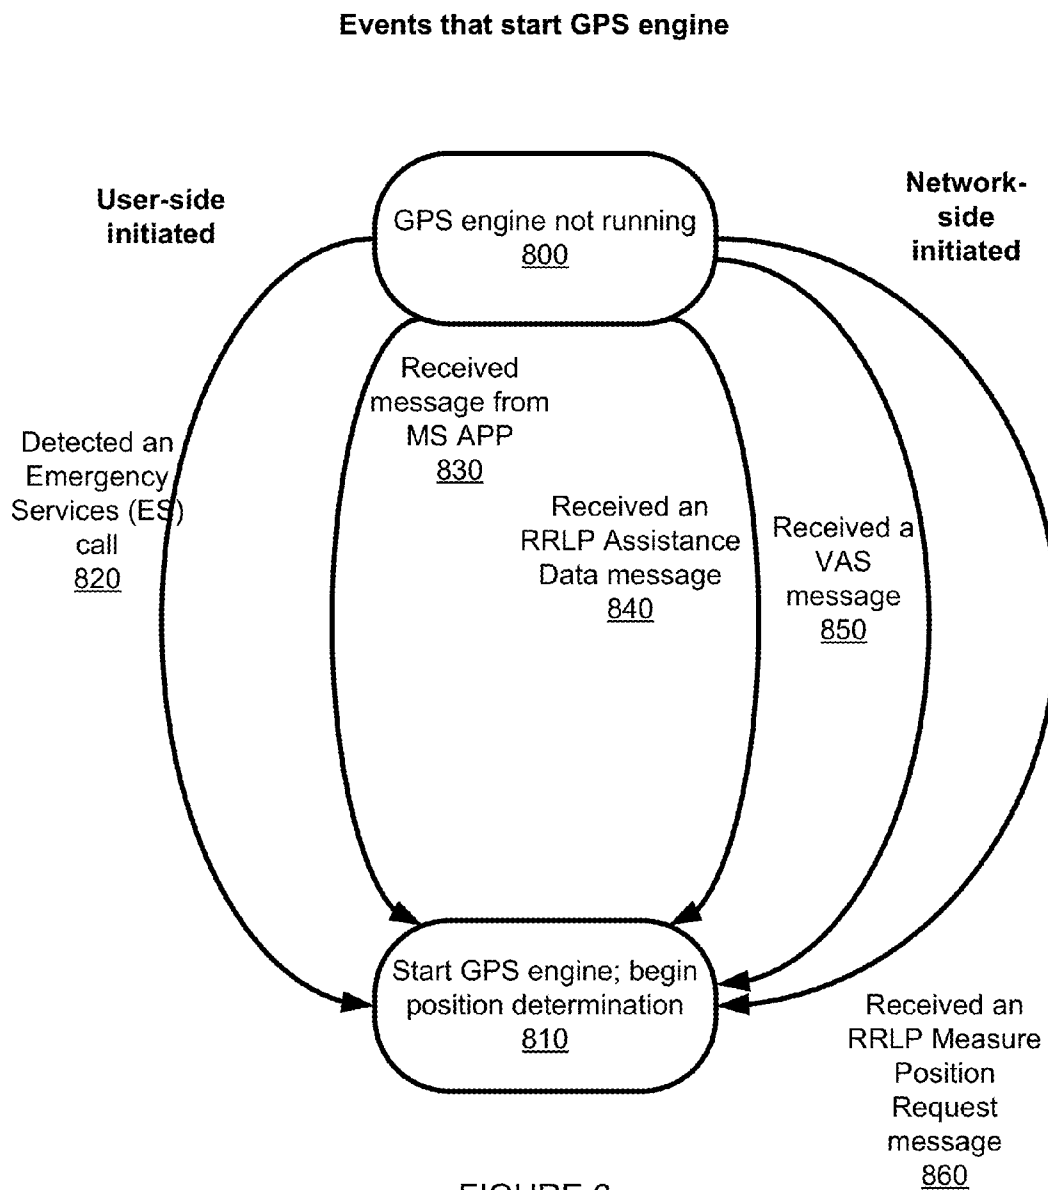 Events that start GPS engine
User-side
initiated
Network-
side
initiated
GPS engine not running
800
Received
message from
MS APP
830
Detected an
Emergency
Services (ES)
call
820
Received an
RRLP Assistance
Data message
840
Received a
VAS
message
850
Start GPS engine; begin
position determination
810
Received an
RRLP Measure
Position
Request
message
860
FIGURE